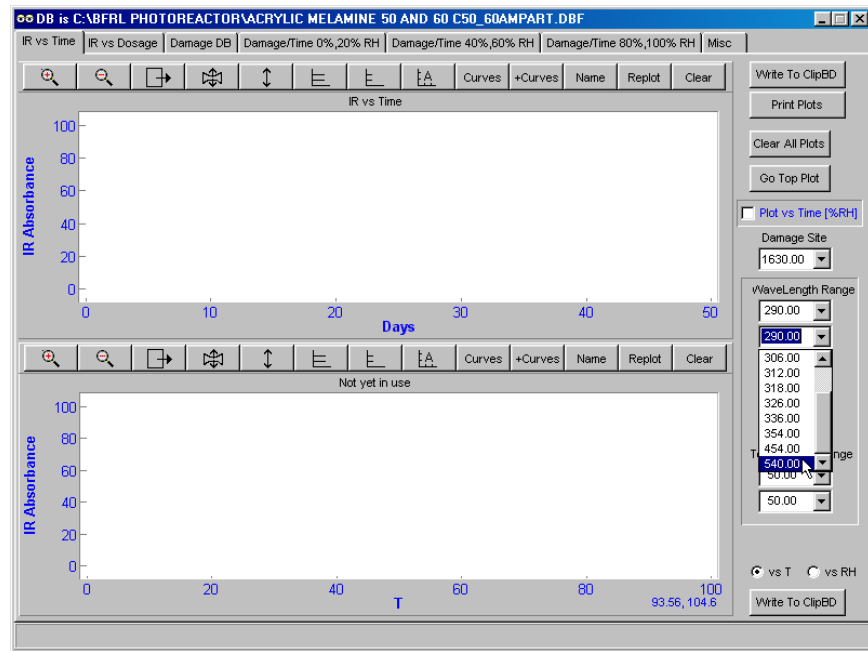 DB is C:\BFRL PHOTOREACTOR\ACRYLIC MELAMINE 50 AND 60 C50_60AMPART.DBF
IR vs Time IR vs Dosage Damage DB Damage/Time 0%,20% RH Damage/Time 40%,60% RH Damage/Time 80%,100% RH Misc
Curves +Curves Name Replot Clear
IR vs Time
100
80
60
40
20
0
IR Absorbance
0 10 20 30 40 50
Days
Curves +Curves Name Replot Clear
Not yet in use
100
80
60
40
20
0
IR Absorbance
0 20 40 60 80 100
T
93.56, 104.6
Write To ClipBD
Print Plots
Clear All Plots
Go Top Plot
Plot vs Time [%RH]
Damage Site
1630.00
WaveLength Range
290.00
290.00
306.00
312.00
318.00
326.00
336.00
354.00
454.00
540.00
50.00
50.00
vs T vs RH
Write To ClipBD